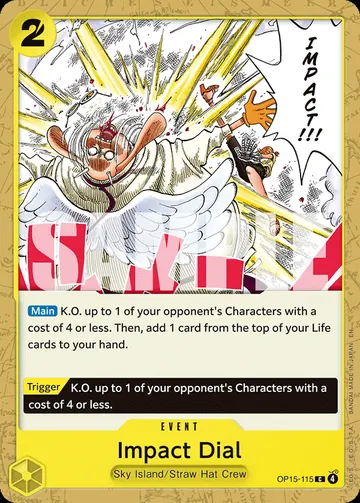 2
IMPACT!!!
SAMPLE
Main K.O. up to 1 of your opponent's Characters with a
cost of 4 or less. Then, add 1 card from the top of your Life
cards to your hand.
Trigger K.O. up to 1 of your opponent's Characters with a
cost of 4 or less.
EVENT
Impact Dial
Sky Island/Straw Hat Crew
OP15-115 C 4